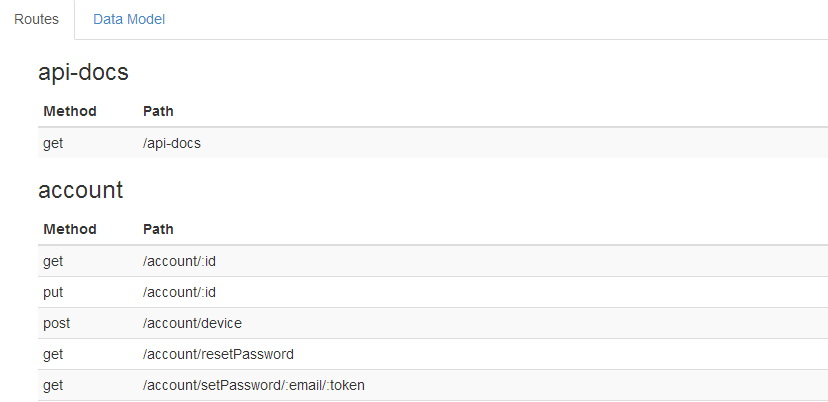 Routes Data Model
api-docs
Method Path
get /api-docs
account
Method Path
get /account/:id
put /account/:id
post /account/device
get /account/resetPassword
get /account/setPassword/:email/:token